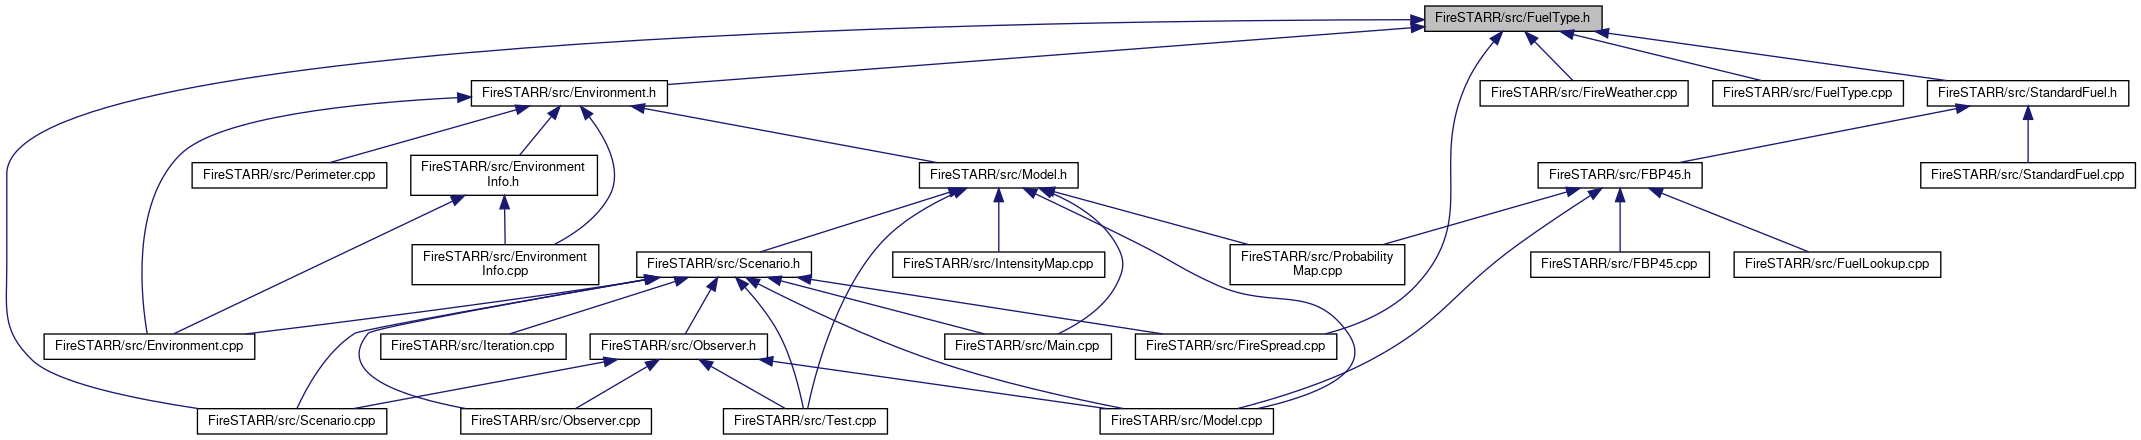 FireSTARR/src/FuelType.h
FireSTARR/src/Environment.h
FireSTARR/src/FireWeather.cpp
FireSTARR/src/FuelType.cpp
FireSTARR/src/StandardFuel.h
FireSTARR/src/Perimeter.cpp
FireSTARR/src/Environment
Info.h
FireSTARR/src/Model.h
FireSTARR/src/FBP45.h
FireSTARR/src/StandardFuel.cpp
FireSTARR/src/Environment
Info.cpp
FireSTARR/src/Scenario.h
FireSTARR/src/IntensityMap.cpp
FireSTARR/src/Probability
Map.cpp
FireSTARR/src/FBP45.cpp
FireSTARR/src/FuelLookup.cpp
FireSTARR/src/Environment.cpp
FireSTARR/src/Iteration.cpp
FireSTARR/src/Observer.h
FireSTARR/src/Main.cpp
FireSTARR/src/FireSpread.cpp
FireSTARR/src/Scenario.cpp
FireSTARR/src/Observer.cpp
FireSTARR/src/Test.cpp
FireSTARR/src/Model.cpp